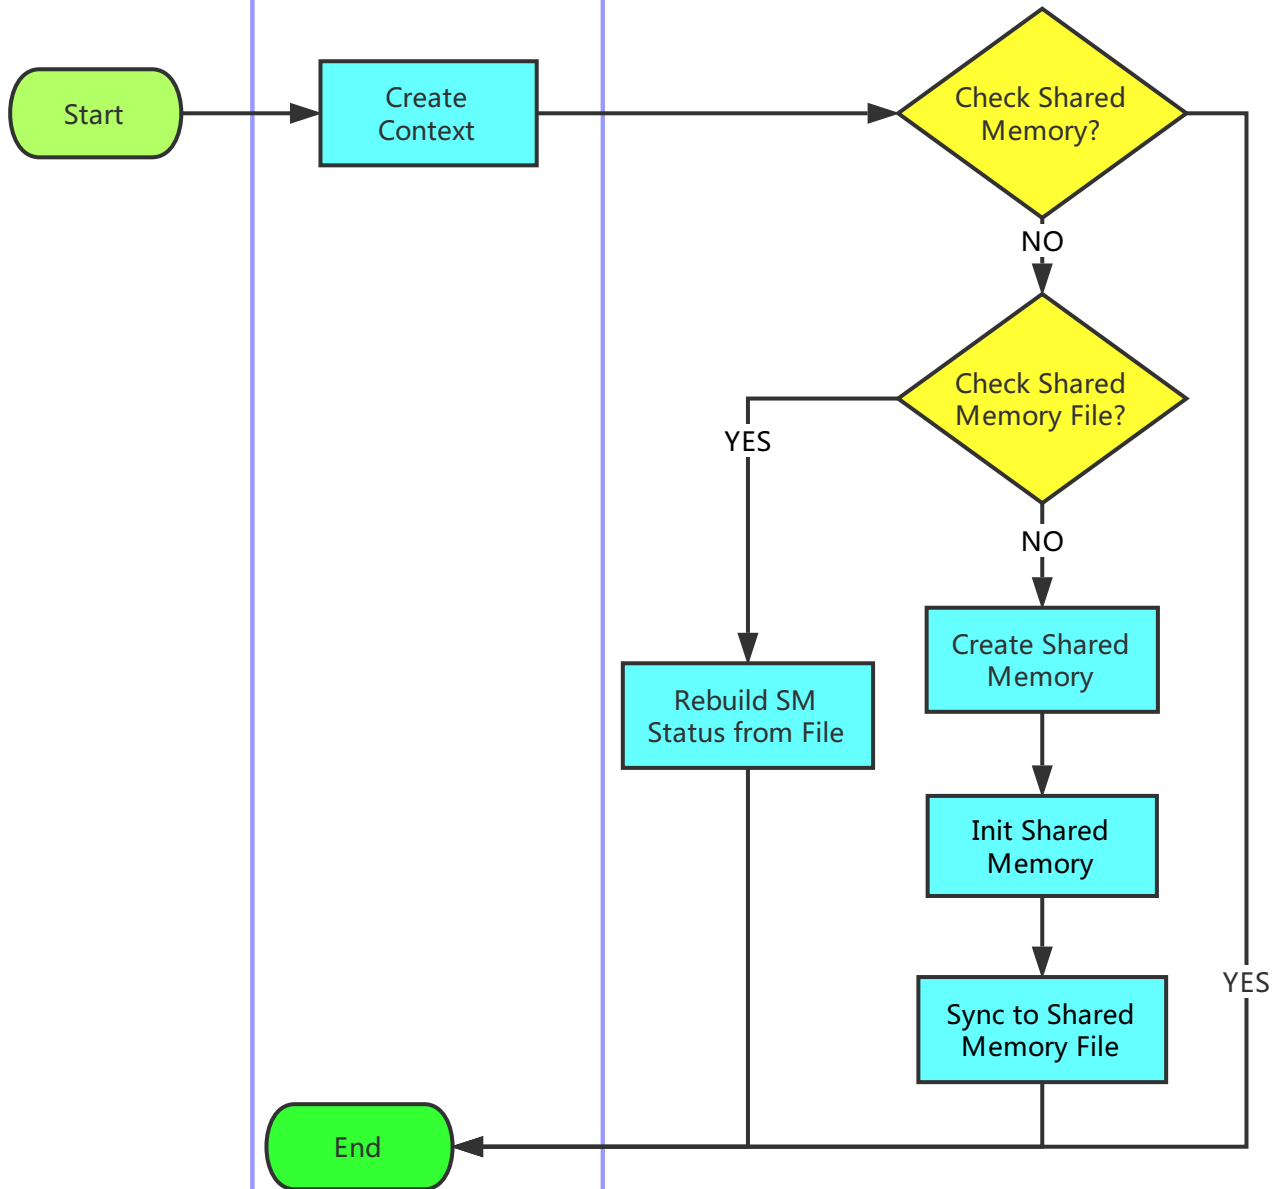 Start
Create
Context
Check Shared
Memory?
NO
Check Shared
Memory File?
YES
NO
Create Shared
Memory
Rebuild SM
Status from File
Init Shared
Memory
YES
Sync to Shared
Memory File
End